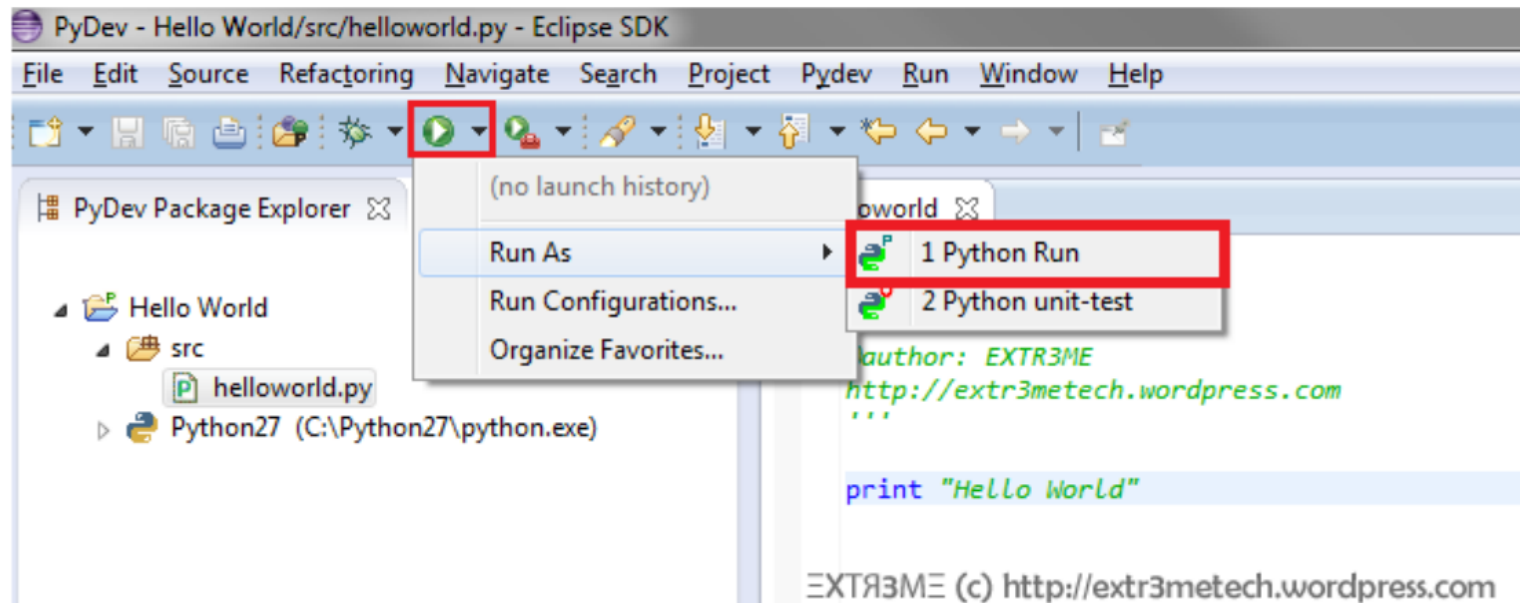 PyDev - Hello World/src/helloworld.py - Eclipse SDK
File Edit Source Refactoring Navigate Search Project Pydev Run Window Help
(no launch history)
PyDev Package Explorer
oworld
Run As
1 Python Run
Run Configurations...
2 Python unit-test
Organize Favorites...
Hello World
src
helloworld.py
Python27 (C:\Python27\python.exe)
author: EXTR3ME
http://extr3metech.wordpress.com
'''
print "Hello World"
ΞXTЯ3MΞ (c) http://extr3metech.wordpress.com